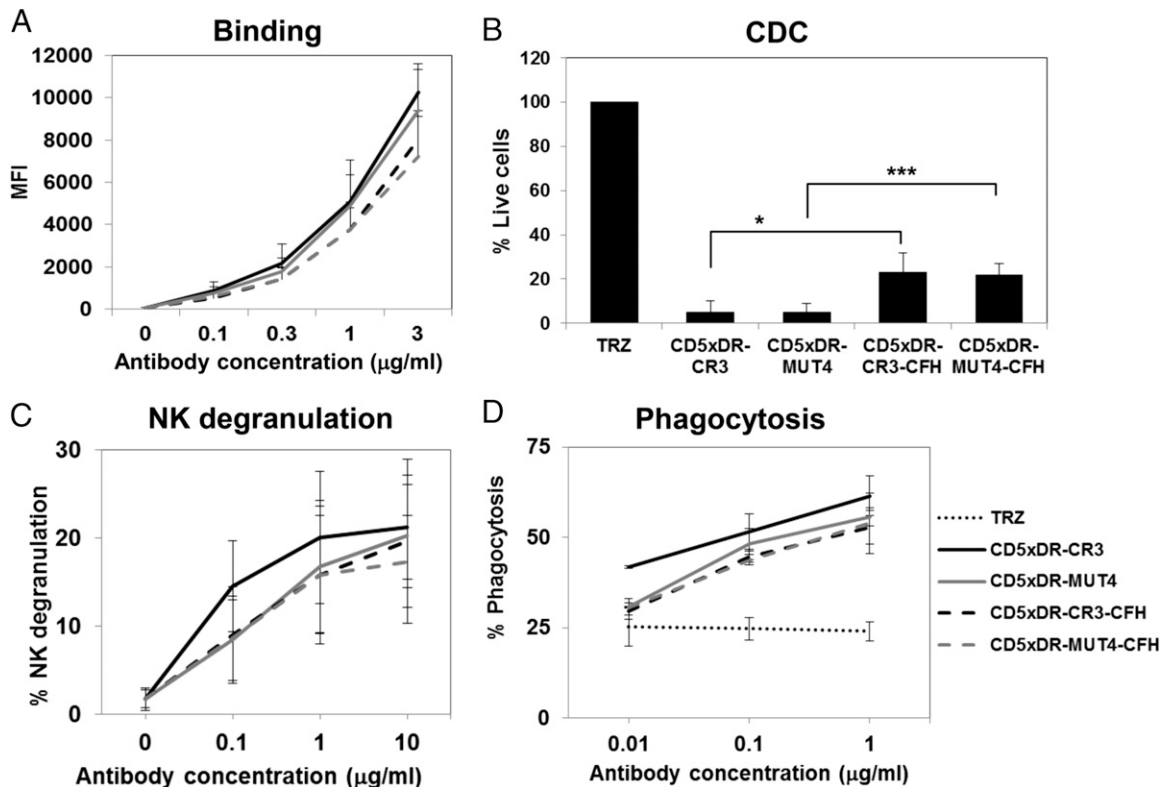 A
Binding
12000
10000
8000
6000
4000
2000
0
MFI
0 0.1 0.3 1 3
Antibody concentration (μg/ml)
B
CDC
120
100
80
60
40
20
0
% Live cells
*
***
TRZ
CD5xDR-CR3
CD5xDR-MUT4
CD5xDR-CR3-CFH
CD5xDR-MUT4-CFH
C
NK degranulation
30
20
10
0
% NK degranulation
0 0.1 1 10
Antibody concentration (μg/ml)
D
Phagocytosis
75
50
25
0
% Phagocytosis
0.01 0.1 1
Antibody concentration (μg/ml)
TRZ
CD5xDR-CR3
CD5xDR-MUT4
CD5xDR-CR3-CFH
CD5xDR-MUT4-CFH